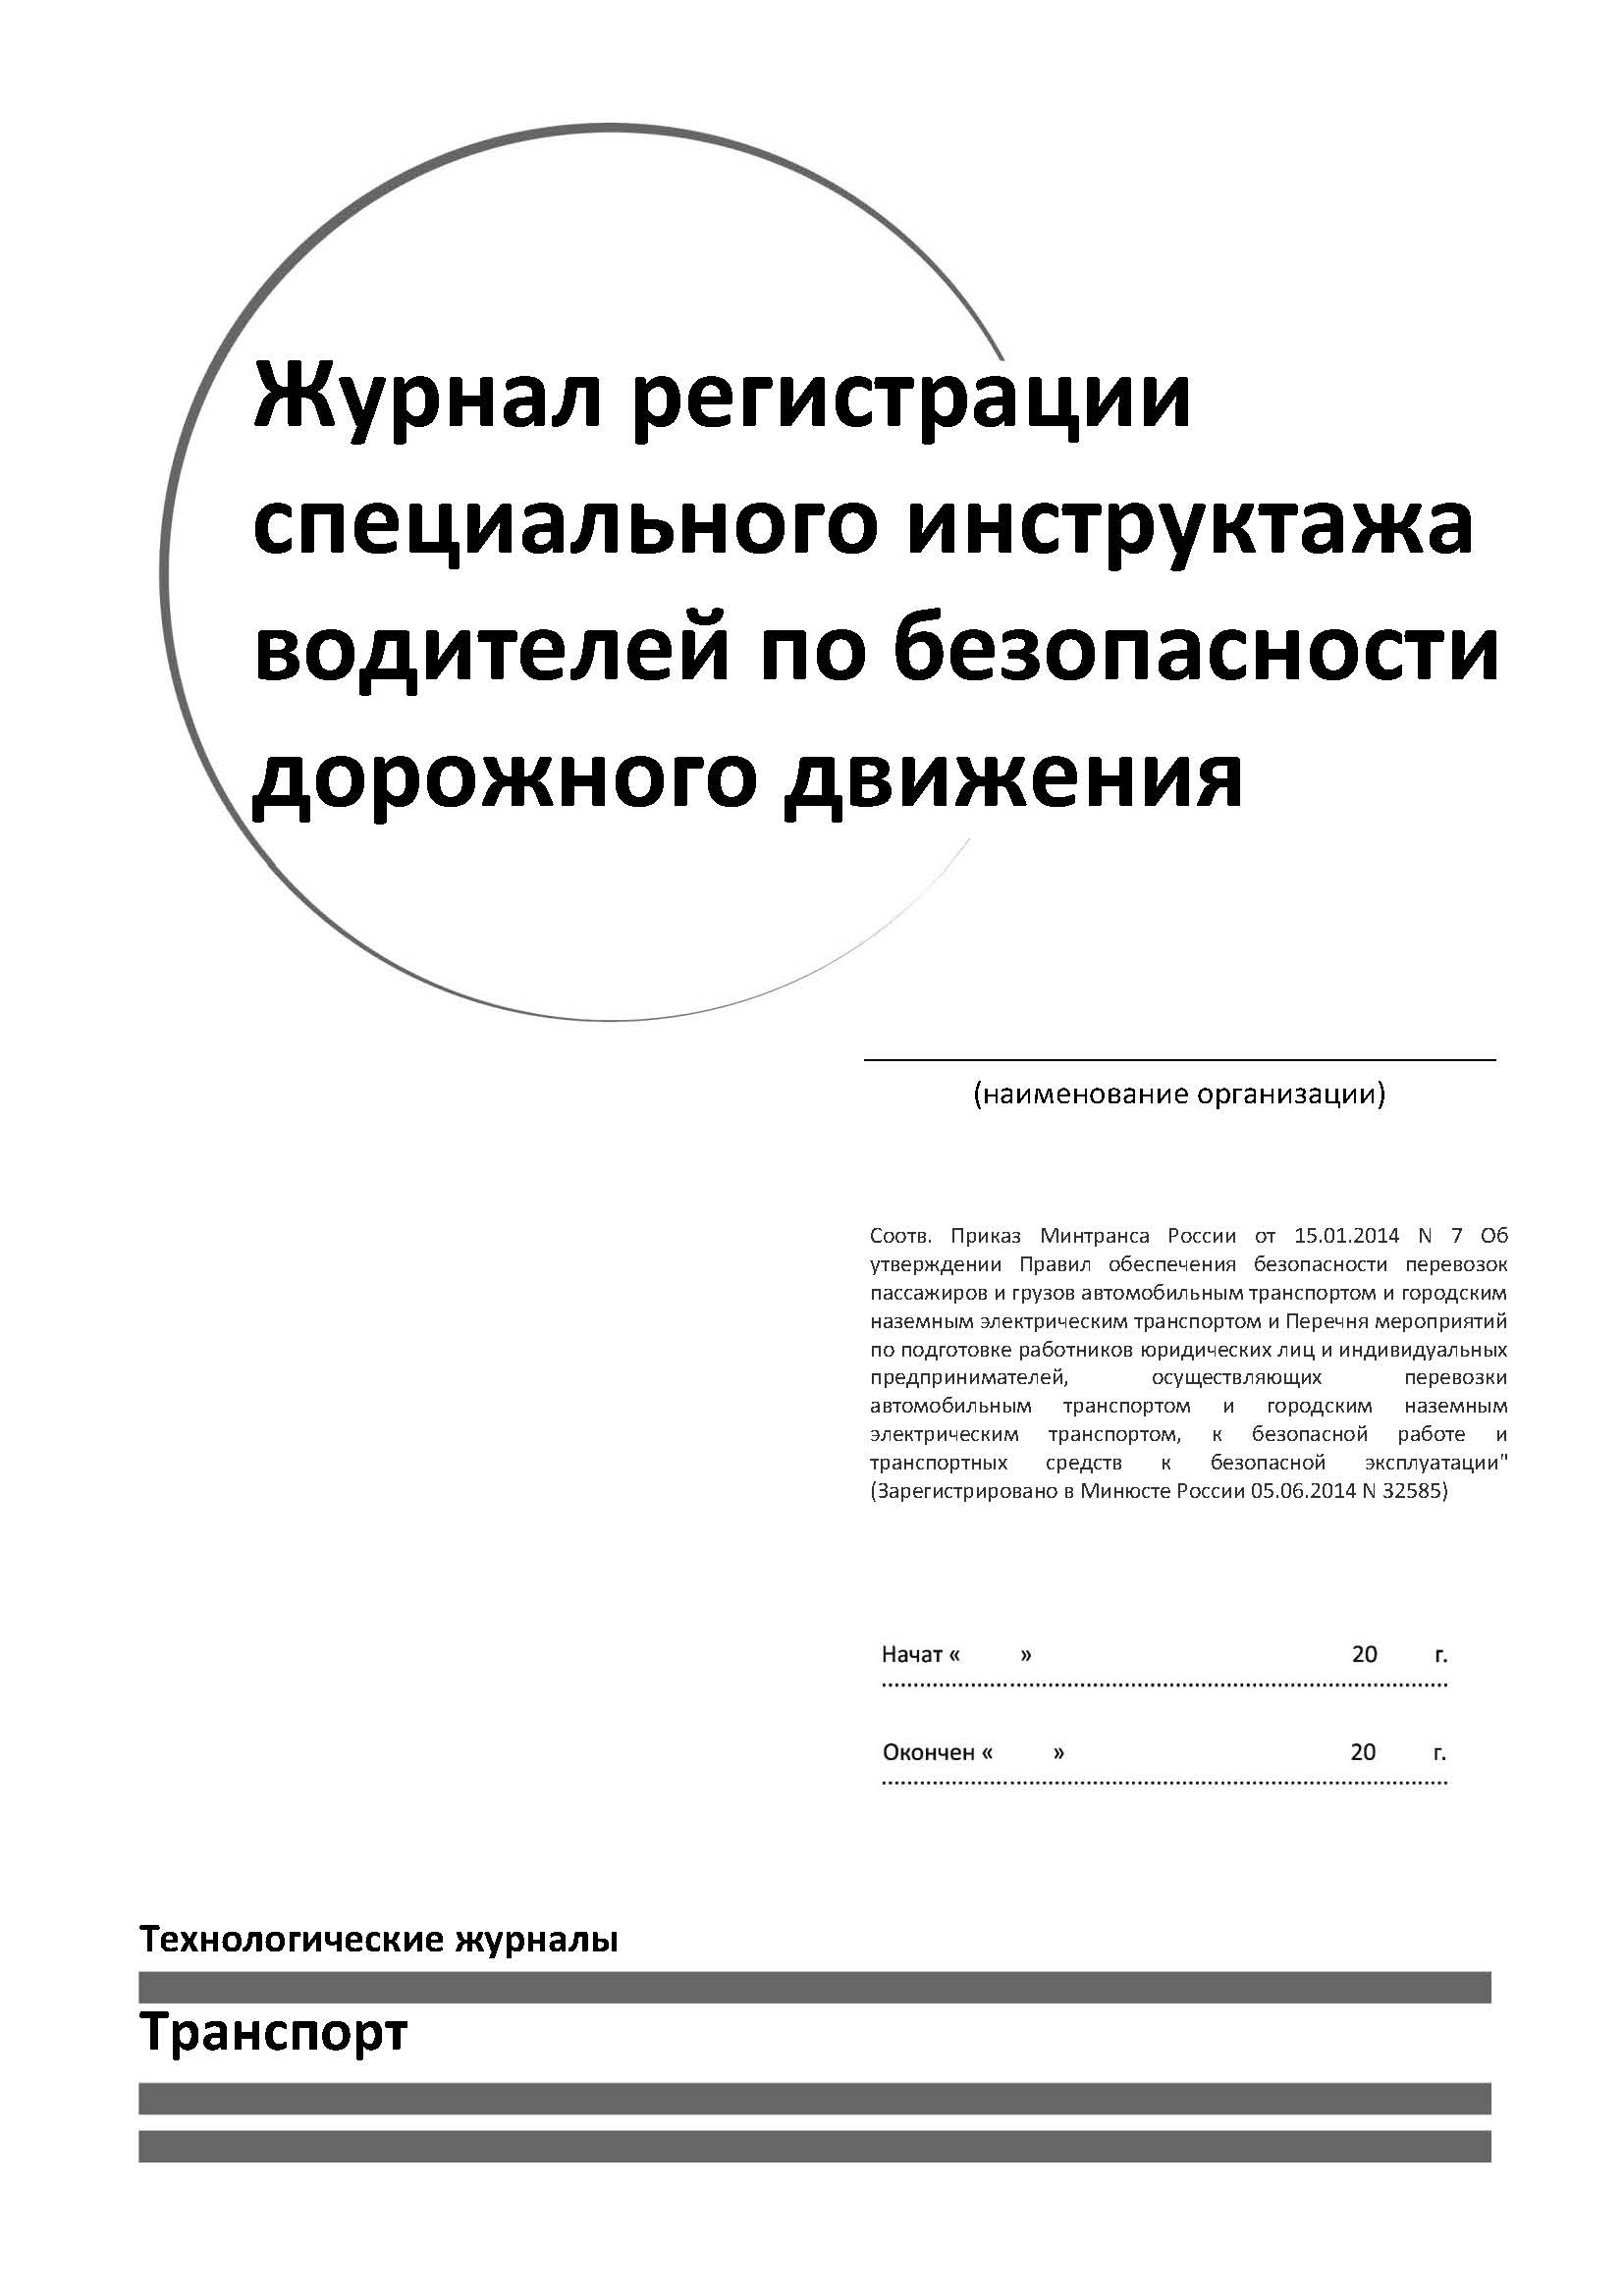 Журнал регистрации
специального инструктажа
водителей по безопасности
дорожного движения
(наименование организации)
Соотв. Приказ Минтранса России от 15.01.2014 N 7 Об
утверждении Правил обеспечения безопасности перевозок
пассажиров и грузов автомобильным транспортом и городским
наземным электрическим транспортом и Перечня мероприятий
по подготовке работников юридических лиц и индивидуальных
предпринимателей, осуществляющих перевозки
автомобильным транспортом и городским наземным
электрическим транспортом, к безопасной работе и
транспортных средств к безопасной эксплуатации"
(Зарегистрировано в Минюсте России 05.06.2014 N 32585)
Начат « » 20 г.
Окончен « » 20 г.
Технологические журналы
Транспорт